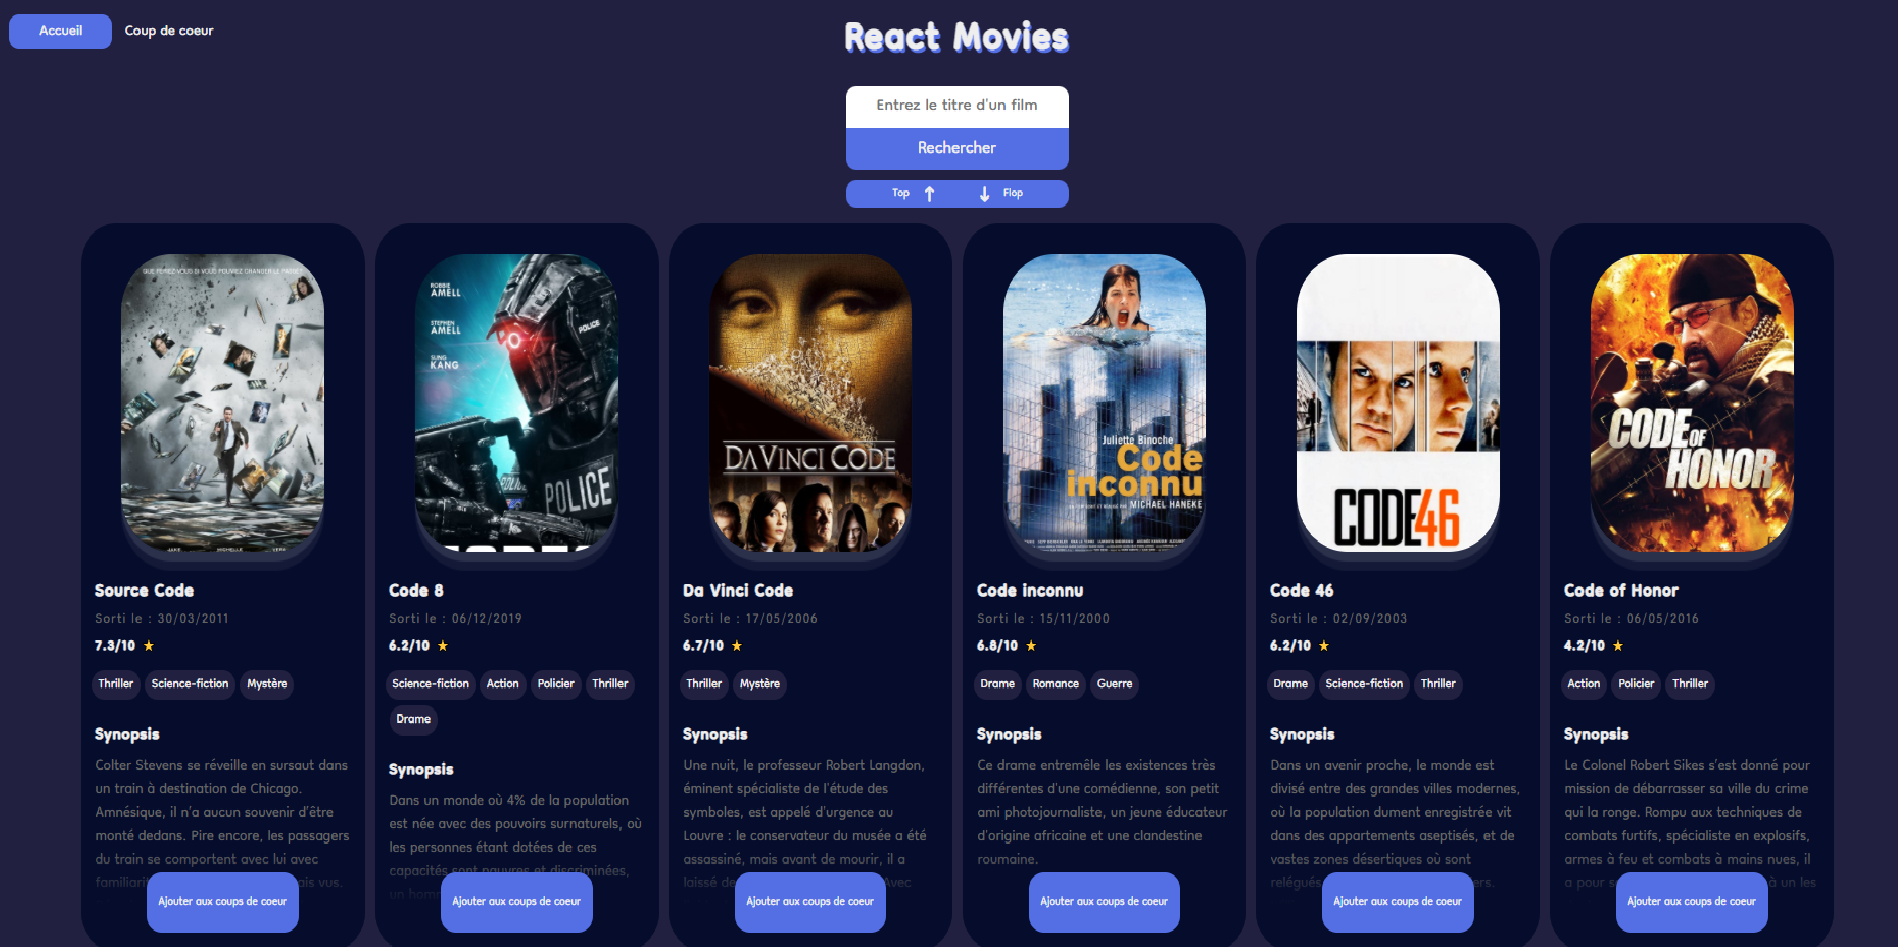 Accueil
Coup de coeur
React Movies
Entrez le titre d'un film
Rechercher
Top ↑ ↓ Flop
QUE FERIEZ-VOUS SI VOUS POUVIEZ CHANGER LE PASSÉ?
JAKE MICHELLE VERA
Source Code
Sorti le : 30/03/2011
7.3/10 ★
Thriller Science-fiction Mystère
Synopsis
Colter Stevens se réveille en sursaut dans
un train à destination de Chicago.
Amnésique, il n'a aucun souvenir d'être
monté dedans. Pire encore, les passagers
du train se comportent avec lui avec
ais vus.
Ajouter aux coups de coeur
ROBBIE
AMELL
STEPHEN
AMELL
SUNG
KANG
POLICE
POLICE
Code 8
Sorti le : 06/12/2019
6.2/10 ★
Science-fiction Action Policier Thriller
Drame
Synopsis
Dans un monde où 4% de la population
est née avec des pouvoirs surnaturels, où
les personnes étant dotées de ces
capacités sont pauvres et discriminées,
un
Ajouter aux coups de coeur
DA VINCI CODE
Da Vinci Code
Sorti le : 17/05/2006
6.7/10 ★
Thriller Mystère
Synopsis
Une nuit, le professeur Robert Langdon,
éminent spécialiste de l'étude des
symboles, est appelé d'urgence au
Louvre : le conservateur du musée a été
assassiné, mais avant de mourir, il a
laissé Avec
Ajouter aux coups de coeur
Juliette Binoche
Code
inconnu
UN FILM ÉCRIT ET RÉALISÉ PAR MICHAEL HANEKE
Code inconnu
Sorti le : 15/11/2000
6.8/10 ★
Drame Romance Guerre
Synopsis
Ce drame entremêle les existences très
différentes d'une comédienne, son petit
ami photojournaliste, un jeune éducateur
d'origine africaine et une clandestine
roumaine.
Ajouter aux coups de coeur
CODE46
Code 46
Sorti le : 02/09/2003
6.2/10 ★
Drame Science-fiction Thriller
Synopsis
Dans un avenir proche, le monde est
divisé entre des grandes villes modernes,
où la population dument enregistrée vit
dans des appartements aseptisés, et de
vastes zones désertiques où sont
relégués ers.
Ajouter aux coups de coeur
CODE OF
HONOR
Code of Honor
Sorti le : 06/05/2016
4.2/10 ★
Action Policier Thriller
Synopsis
Le Colonel Robert Sikes s'est donné pour
mission de débarrasser sa ville du crime
qui la ronge. Rompu aux techniques de
combats furtifs, spécialiste en explosifs,
armes à feu et combats à mains nues, il
a pour à un les
Ajouter aux coups de coeur